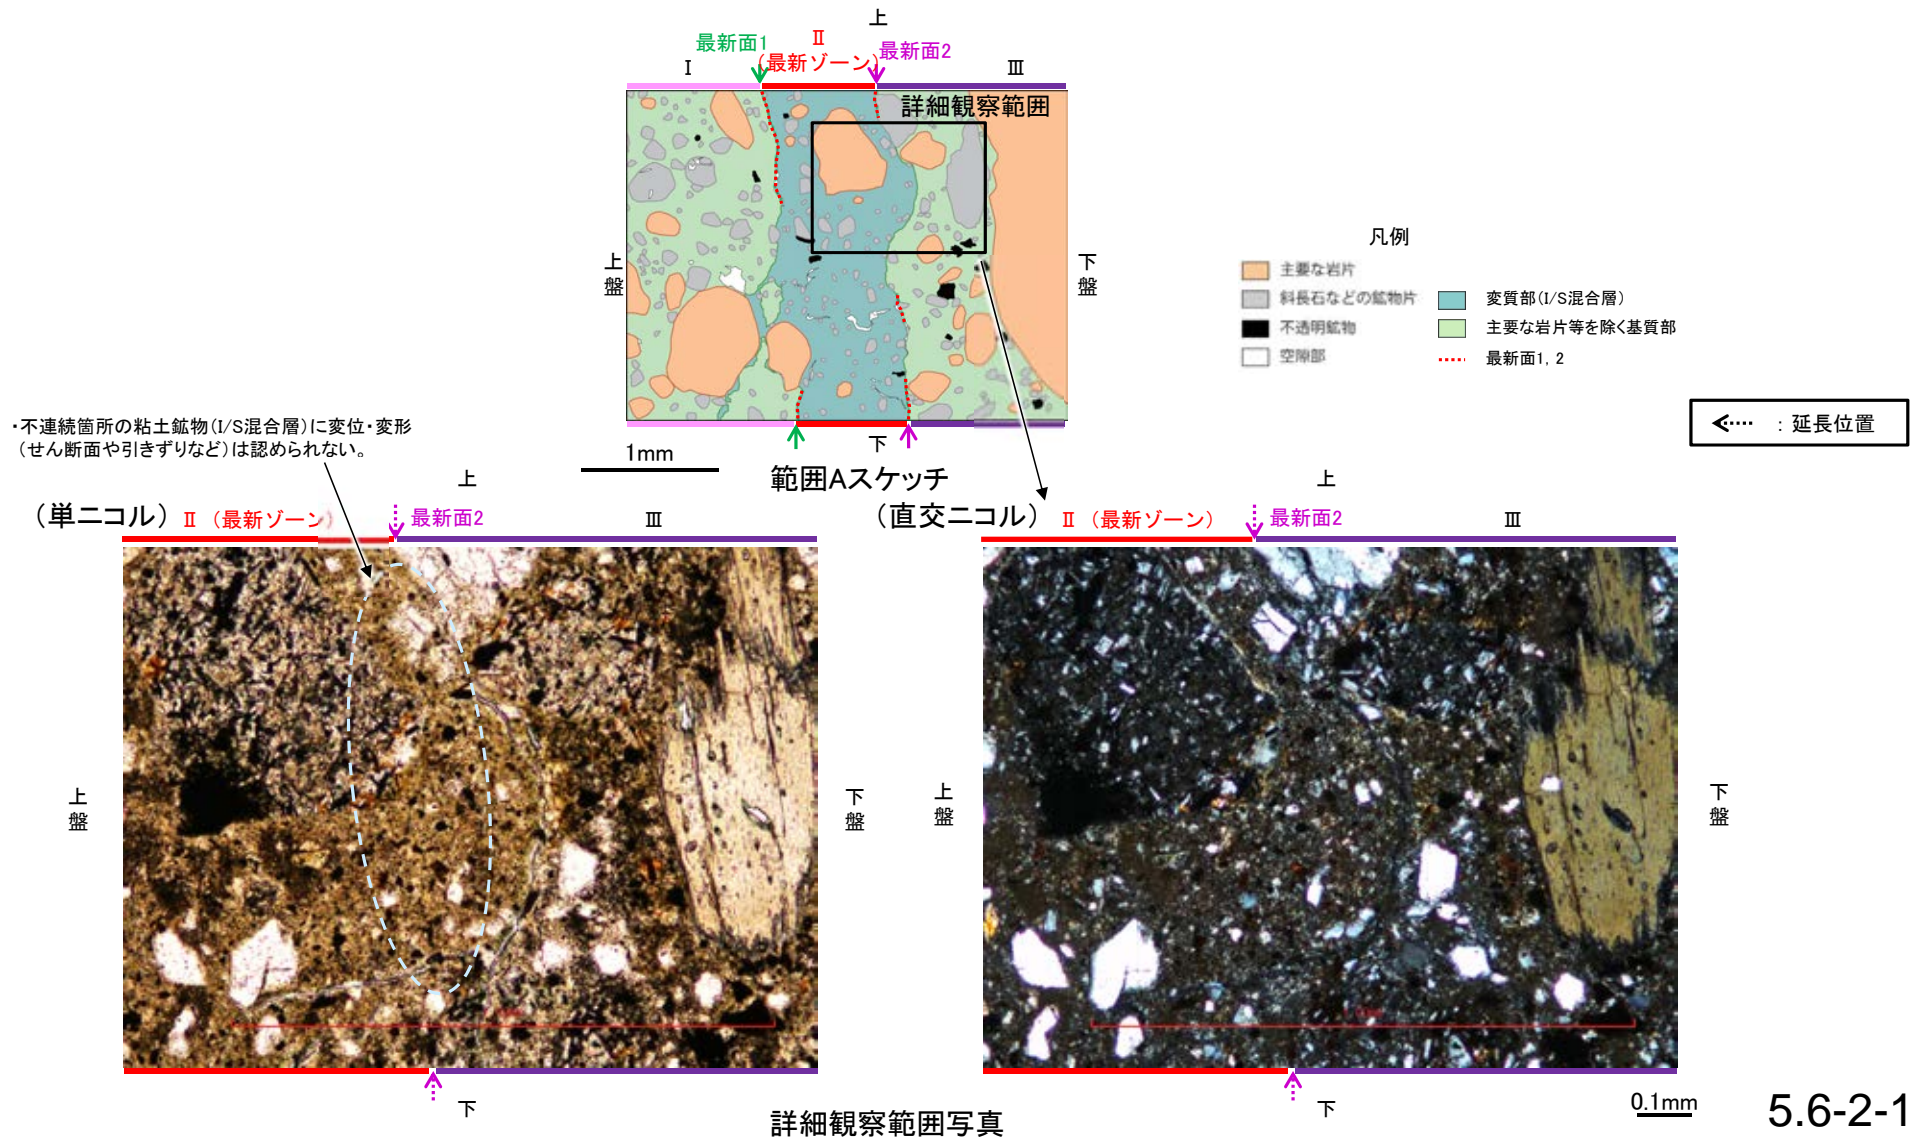 上
最新面1
Ⅱ
(最新ゾーン)
最新面2
Ⅰ
Ⅲ
詳細観察範囲
上盤
下盤
凡例
主要な岩片
斜長石などの鉱物片
不透明鉱物
空隙部
変質部(I/S混合層)
主要な岩片等を除く基質部
最新面1, 2
:延長位置
下
1mm
範囲Aスケッチ
・不連続箇所の粘土鉱物(I/S混合層)に変位・変形
(せん断面や引きずりなど)は認められない。
上
(単ニコル)
Ⅱ (最新ゾーン)
最新面2
Ⅲ
上盤
下盤
下
上
(直交ニコル)
Ⅱ (最新ゾーン)
最新面2
Ⅲ
上盤
下盤
下
0.1mm
詳細観察範囲写真
5.6-2-1